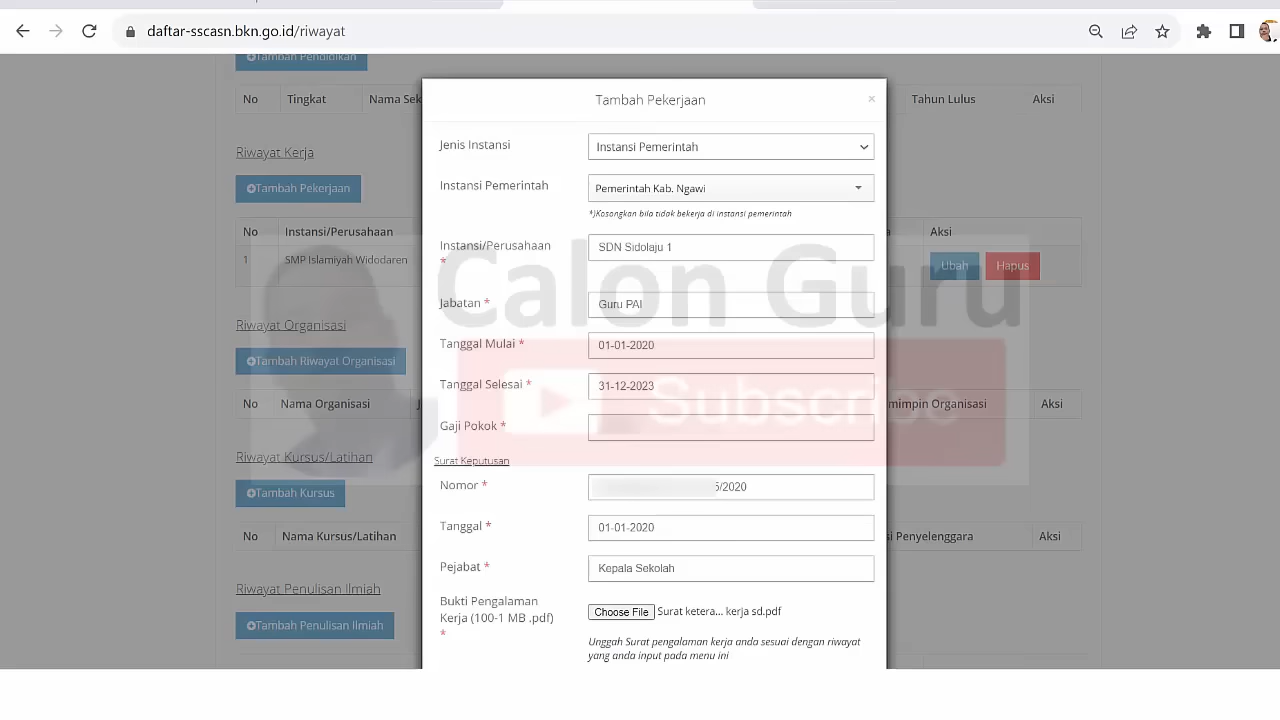 daftar-sscasn.bkn.go.id/riwayat
Tambah Pendidikan
No Tingkat Nama Sek Tahun Lulus Aksi
Tambah Pekerjaan ×
Jenis Instansi Instansi Pemerintah
Riwayat Kerja
Tambah Pekerjaan
Instansi Pemerintah Pemerintah Kab. Ngawi
*)Kosongkan bila tidak bekerja di instansi pemerintah
No Instansi/Perusahaan Aksi
Instansi/Perusahaan
* SDN Sidolaju 1
1 SMP Islamiyah Widodaren Ubah Hapus
Calon Guru
Jabatan * Guru PAI
Riwayat Organisasi
Tanggal Mulai * 01-01-2020
Tambah Riwayat Organisasi
Tanggal Selesai * 31-12-2023
Subscribe
No Nama Organisasi mimpin Organisasi Aksi
Gaji Pokok *
Riwayat Kursus/Latihan
Surat Keputusan
Nomor * 5/2020
Tambah Kursus
Tanggal * 01-01-2020
No Nama Kursus/Latihan si Penyelenggara Aksi
Pejabat * Kepala Sekolah
Riwayat Penulisan Ilmiah
Tambah Penulisan Ilmiah
Bukti Pengalaman
Kerja (100-1 MB .pdf)
*
Choose File Surat ketera... kerja sd.pdf
Unggah Surat pengalaman kerja anda sesuai dengan riwayat
yang anda input pada menu ini